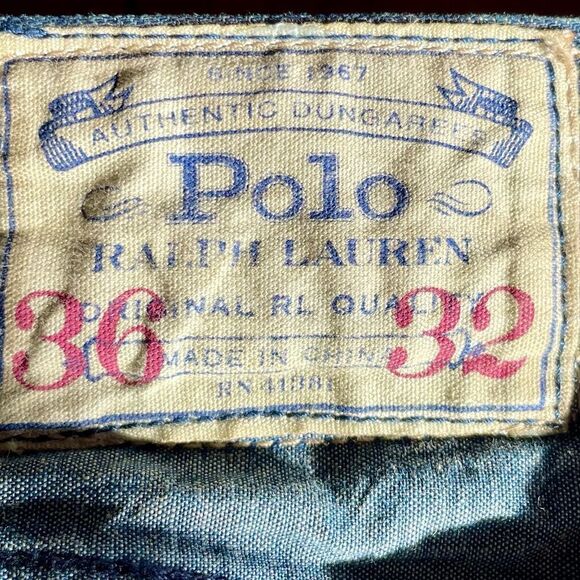 SINCE 1967
AUTHENTIC DUNGAREES
Polo
RALPH LAUREN
ORIGINAL RL QUALITY
36 32
MADE IN CHINA
RN 41381